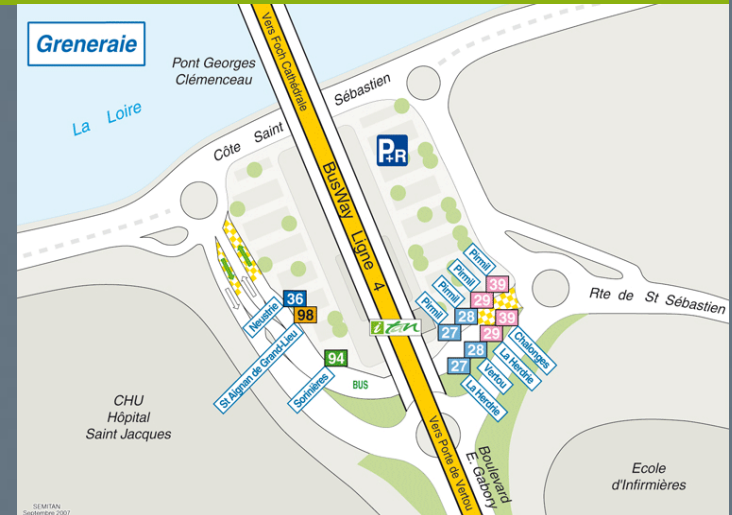 Greneraie
Pont Georges
Clémenceau
La Loire
Vers Foch Cathédrale
Côte Saint Sébastien
P+R
BusWay Ligne 4
Pirmil
Pirmil
Pirmil
Pirmil
39
29
28
27
39
29
28
27
Chalonges
La Herdrie
Vertou
La Herdrie
Rte de St Sébastien
36
98
94
Neustrie
St Aignan de Grand-Lieu
Sorinières
itan
BUS
CHU
Hôpital
Saint Jacques
Vers Porte de Vertou
Boulevard
E. Gabory
Ecole
d'Infirmières
SEMITAN
Septembre 2007